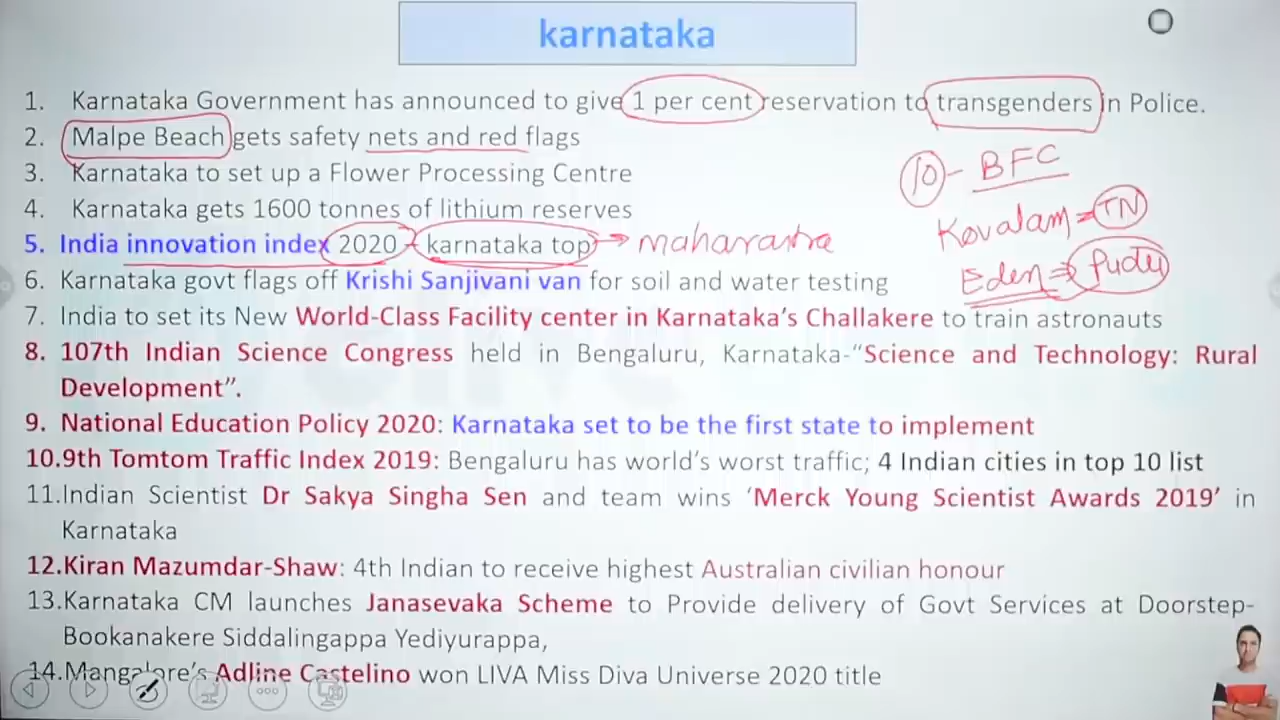 karnataka
1. Karnataka Government has announced to give 1 per cent reservation to transgenders in Police.
2. Malpe Beach gets safety nets and red flags
10 - BFC
3. Karnataka to set up a Flower Processing Centre
4. Karnataka gets 1600 tonnes of lithium reserves
Kovalam = TN
5. India innovation index 2020 - karnataka top → maharastra
Eden ⇒
6. Karnataka govt flags off Krishi Sanjivani van for soil and water testing
7. India to set its New World-Class Facility center in Karnataka's Challakere to train astronauts
8. 107th Indian Science Congress held in Bengaluru, Karnataka-"Science and Technology: Rural
Development".
9. National Education Policy 2020: Karnataka set to be the first state to implement
10.9th Tomtom Traffic Index 2019: Bengaluru has world's worst traffic; 4 Indian cities in top 10 list
11.Indian Scientist Dr Sakya Singha Sen and team wins 'Merck Young Scientist Awards 2019' in
Karnataka
12.Kiran Mazumdar-Shaw: 4th Indian to receive highest Australian civilian honour
13.Karnataka CM launches Janasevaka Scheme to Provide delivery of Govt Services at Doorstep-
Bookanakere Siddalingappa Yediyurappa,
14.Mangalore's Adline Castelino won LIVA Miss Diva Universe 2020 title